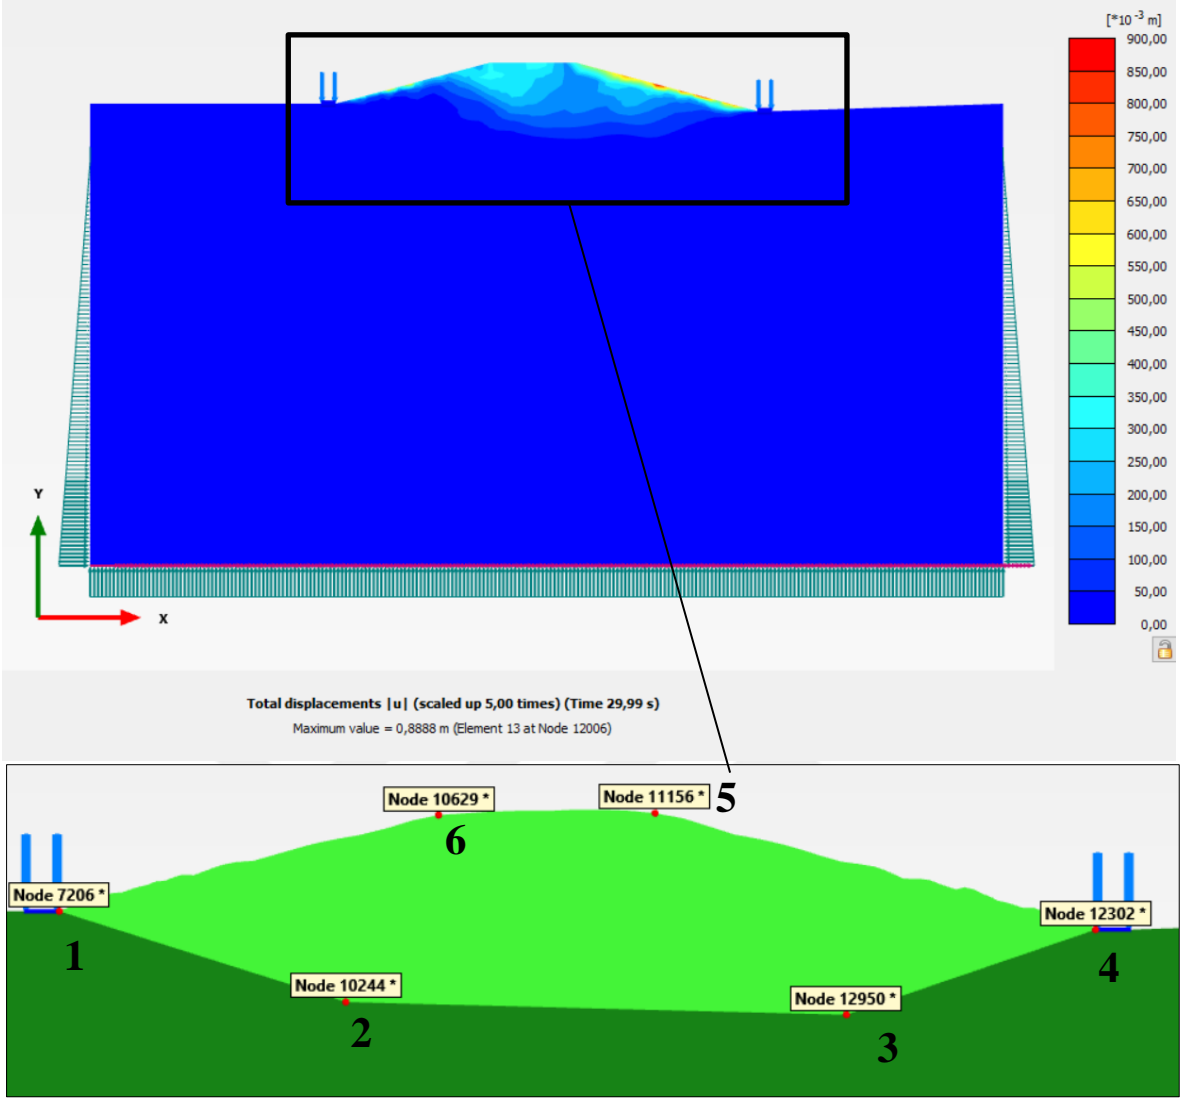 [*10 -3 m]
900,00
850,00
800,00
750,00
700,00
650,00
600,00
550,00
500,00
450,00
400,00
350,00
300,00
250,00
200,00
150,00
100,00
50,00
0,00
Y
X
Total displacements |u| (scaled up 5,00 times) (Time 29,99 s)
Maximum value = 0,8888 m (Element 13 at Node 12006)
Node 10629 *
6
Node 11156 *
5
Node 7206 *
1
Node 12302 *
4
Node 10244 *
2
Node 12950 *
3